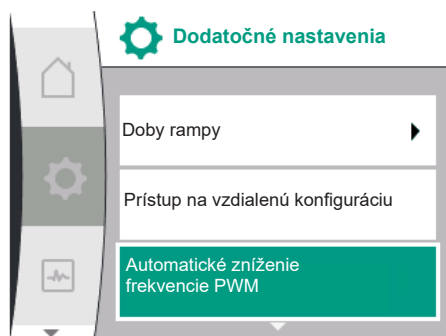 Dodatočné nastavenia
Doby rampy
Prístup na vzdialenú konfiguráciu
Automatické zníženie
frekvencie PWM